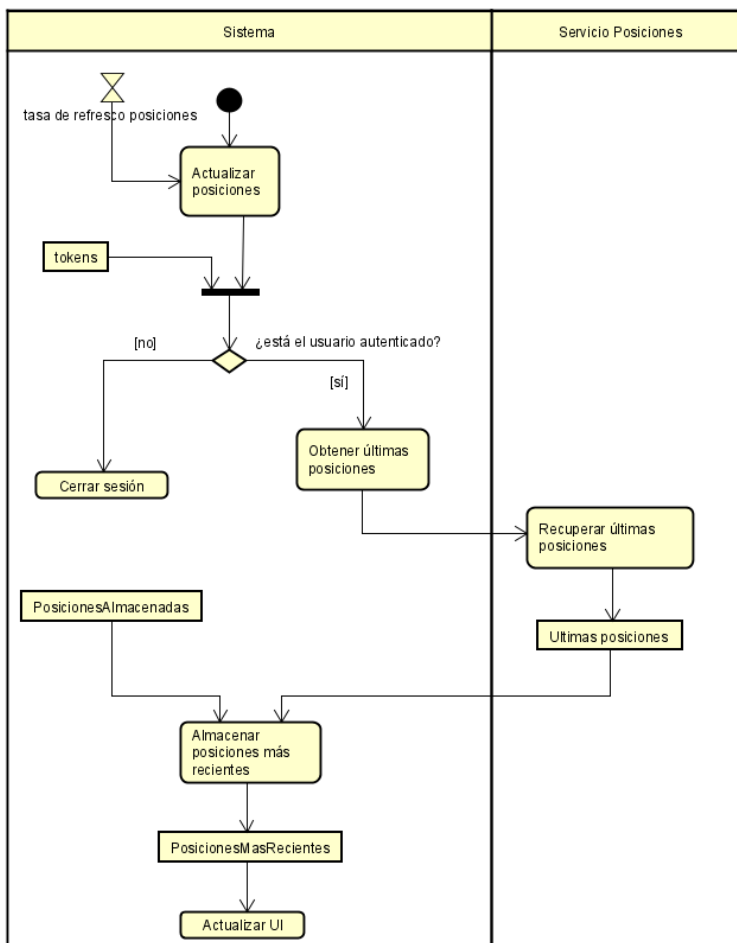 Sistema
Servicio Posiciones
tasa de refresco posiciones
Actualizar
posiciones
tokens
¿está el usuario autenticado?
[no]
[sí]
Obtener últimas
posiciones
Cerrar sesión
Recuperar últimas
posiciones
PosicionesAlmacenadas
Ultimas posiciones
Almacenar
posiciones más
recientes
PosicionesMasRecientes
Actualizar UI